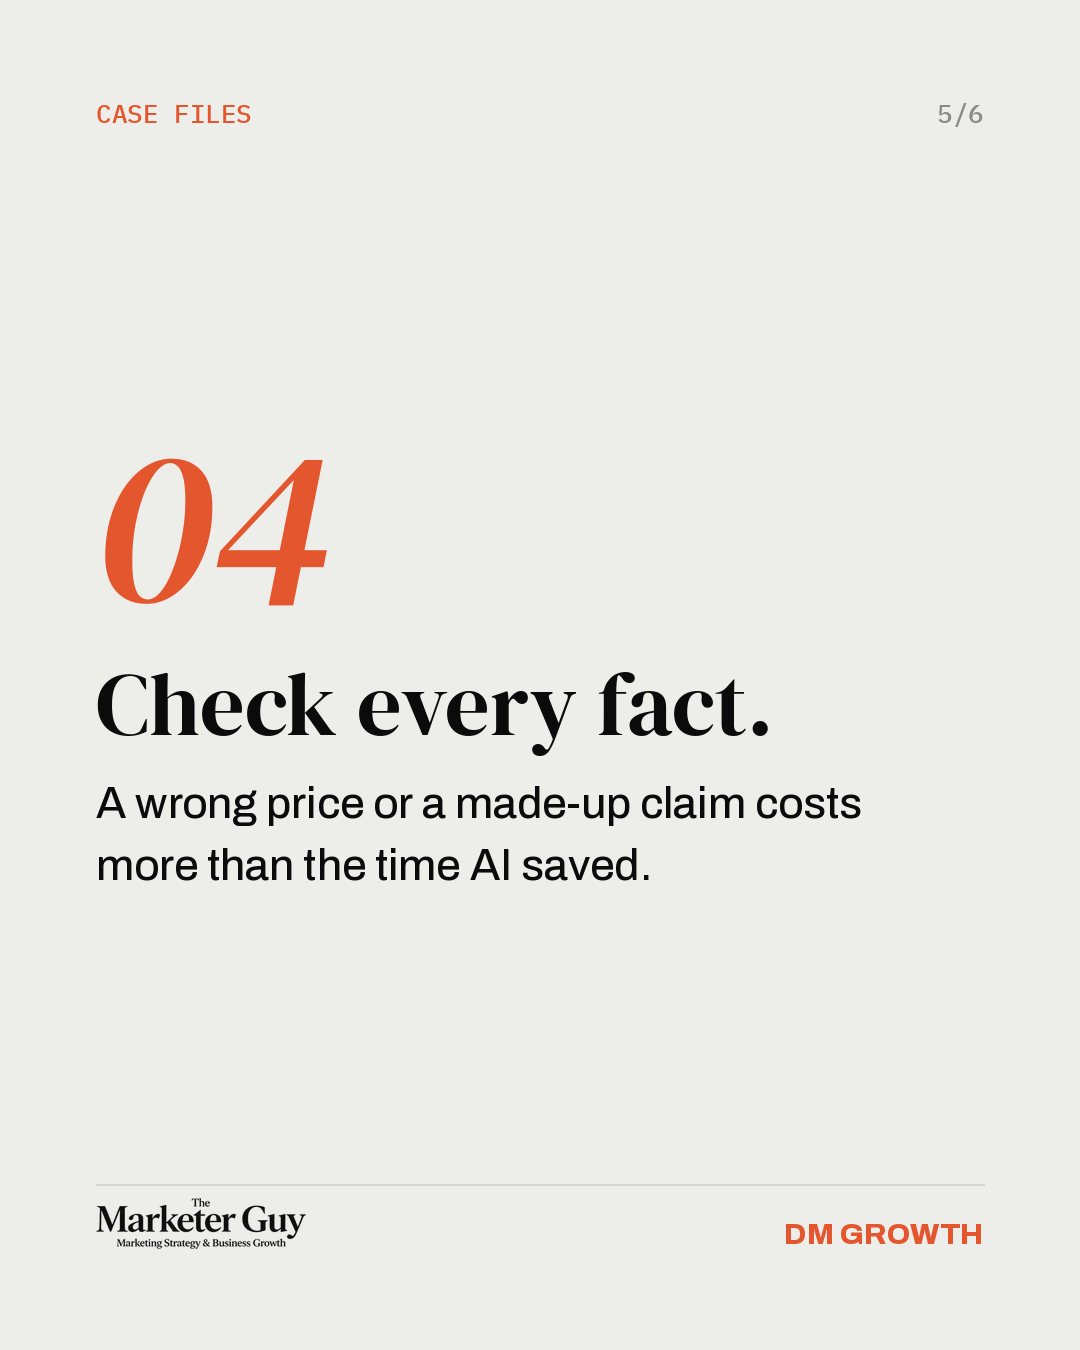 CASE FILES
5/6
04
Check every fact.
A wrong price or a made-up claim costs
more than the time AI saved.
The
Marketer Guy
Marketing Strategy & Business Growth
DM GROWTH